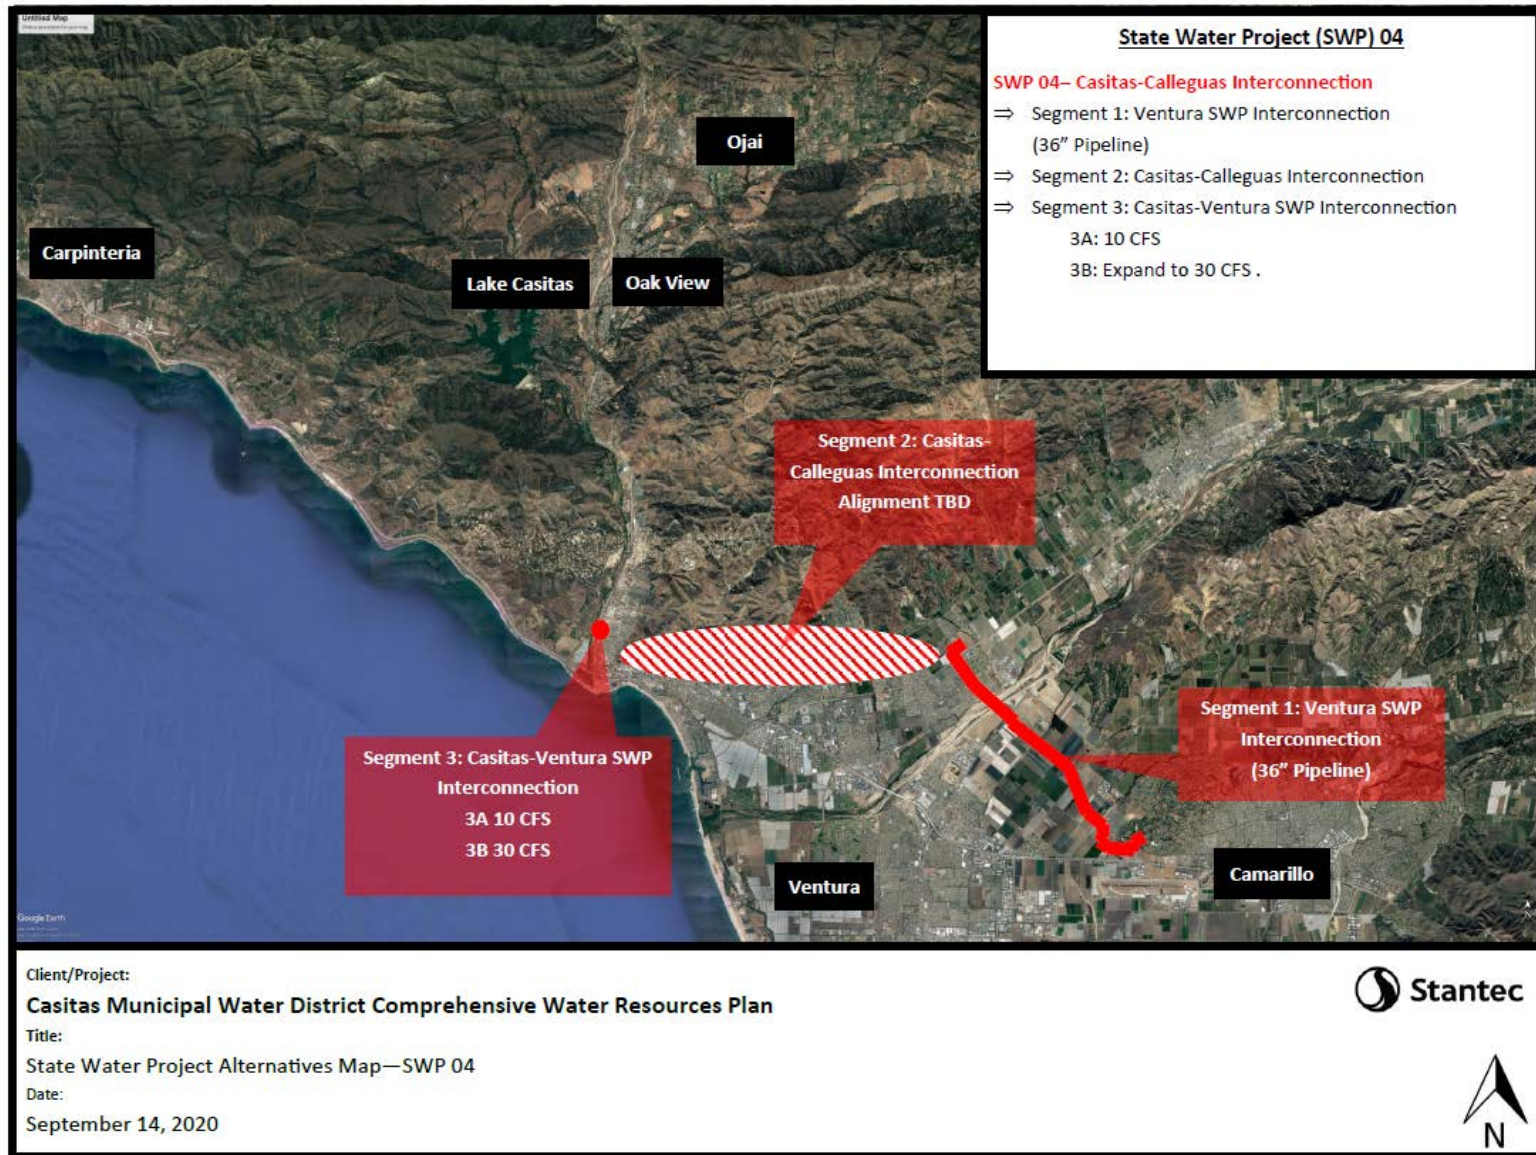 Untitled Map
State Water Project (SWP) 04
SWP 04– Casitas-Calleguas Interconnection
⇒ Segment 1: Ventura SWP Interconnection
(36” Pipeline)
⇒ Segment 2: Casitas-Calleguas Interconnection
⇒ Segment 3: Casitas-Ventura SWP Interconnection
3A: 10 CFS
3B: Expand to 30 CFS .
Ojai
Carpinteria
Lake Casitas
Oak View
Segment 2: Casitas-
Calleguas Interconnection
Alignment TBD
Segment 1: Ventura SWP
Interconnection
(36” Pipeline)
Segment 3: Casitas-Ventura SWP
Interconnection
3A 10 CFS
3B 30 CFS
Ventura
Camarillo
Google Earth
Client/Project:
Casitas Municipal Water District Comprehensive Water Resources Plan
Title:
State Water Project Alternatives Map—SWP 04
Date:
September 14, 2020
Stantec
N